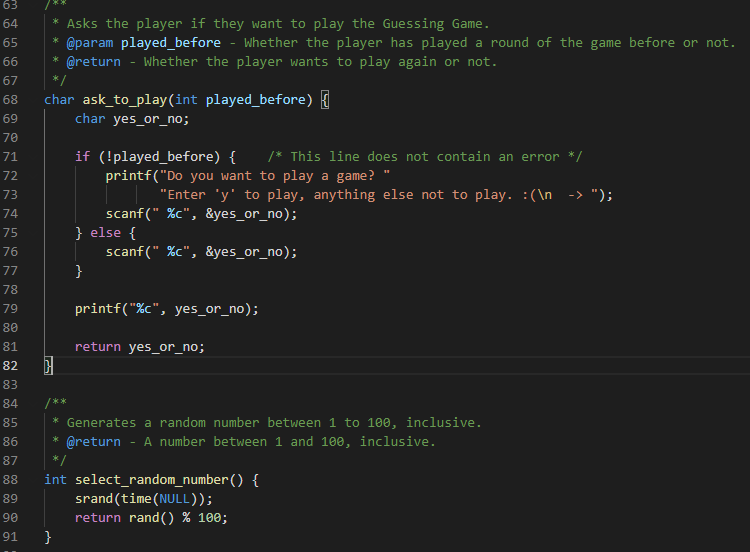 63 /**
64  * Asks the player if they want to play the Guessing Game.
65  * @param played_before - Whether the player has played a round of the game before or not.
66  * @return - Whether the player wants to play again or not.
67  */
68 char ask_to_play(int played_before) {
69     char yes_or_no;
70
71     if (!played_before) {    /* This line does not contain an error */
72         printf("Do you want to play a game? "
73                "Enter 'y' to play, anything else not to play. :(\n  -> ");
74         scanf(" %c", &yes_or_no);
75     } else {
76         scanf(" %c", &yes_or_no);
77     }
78
79     printf("%c", yes_or_no);
80
81     return yes_or_no;
82 }
83
84 /**
85  * Generates a random number between 1 to 100, inclusive.
86  * @return - A number between 1 and 100, inclusive.
87  */
88 int select_random_number() {
89     srand(time(NULL));
90     return rand() % 100;
91 }